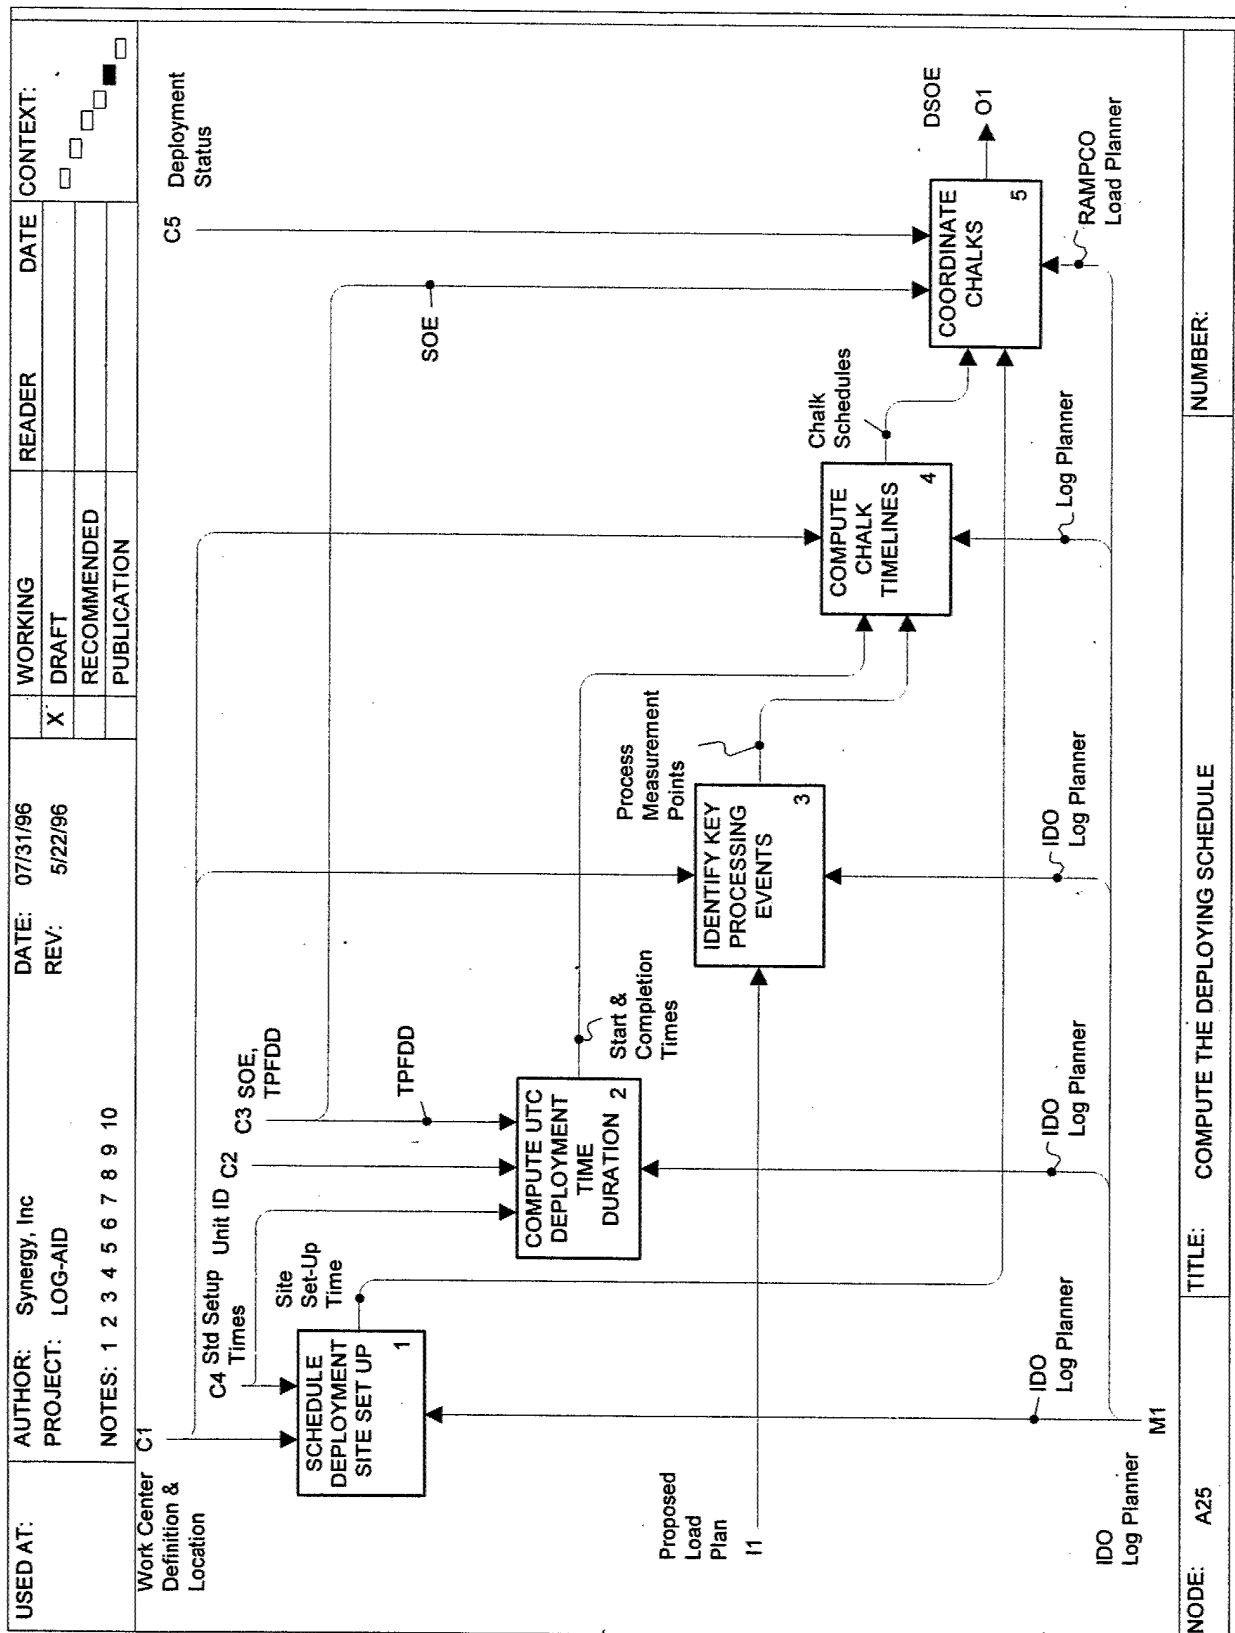 USED AT:
AUTHOR: Synergy, Inc
PROJECT: LOG-AID
NOTES: 1 2 3 4 5 6 7 8 9 10
DATE: 07/31/96
REV: 5/22/96
WORKING
X DRAFT
RECOMMENDED
PUBLICATION
READER DATE
CONTEXT:
Work Center
Definition &
Location
C1
C4 Std Setup
Times
Unit ID C2
C3 SOE,
TPFDD
TPFDD
SOE
C5 Deployment
Status
SCHEDULE
DEPLOYMENT
SITE SET UP
1
Site
Set-Up
Time
COMPUTE UTC
DEPLOYMENT
TIME
DURATION 2
Start &
Completion
Times
IDENTIFY KEY
PROCESSING
EVENTS
3
Process
Measurement
Points
COMPUTE
CHALK
TIMELINES
4
Chalk
Schedules
COORDINATE
CHALKS
5
DSOE
O1
Proposed
Load
Plan
I1
IDO
Log Planner
IDO
Log Planner
IDO
Log Planner
Log Planner
RAMPCO
Load Planner
IDO
Log Planner
M1
NODE: A25
TITLE: COMPUTE THE DEPLOYING SCHEDULE
NUMBER: